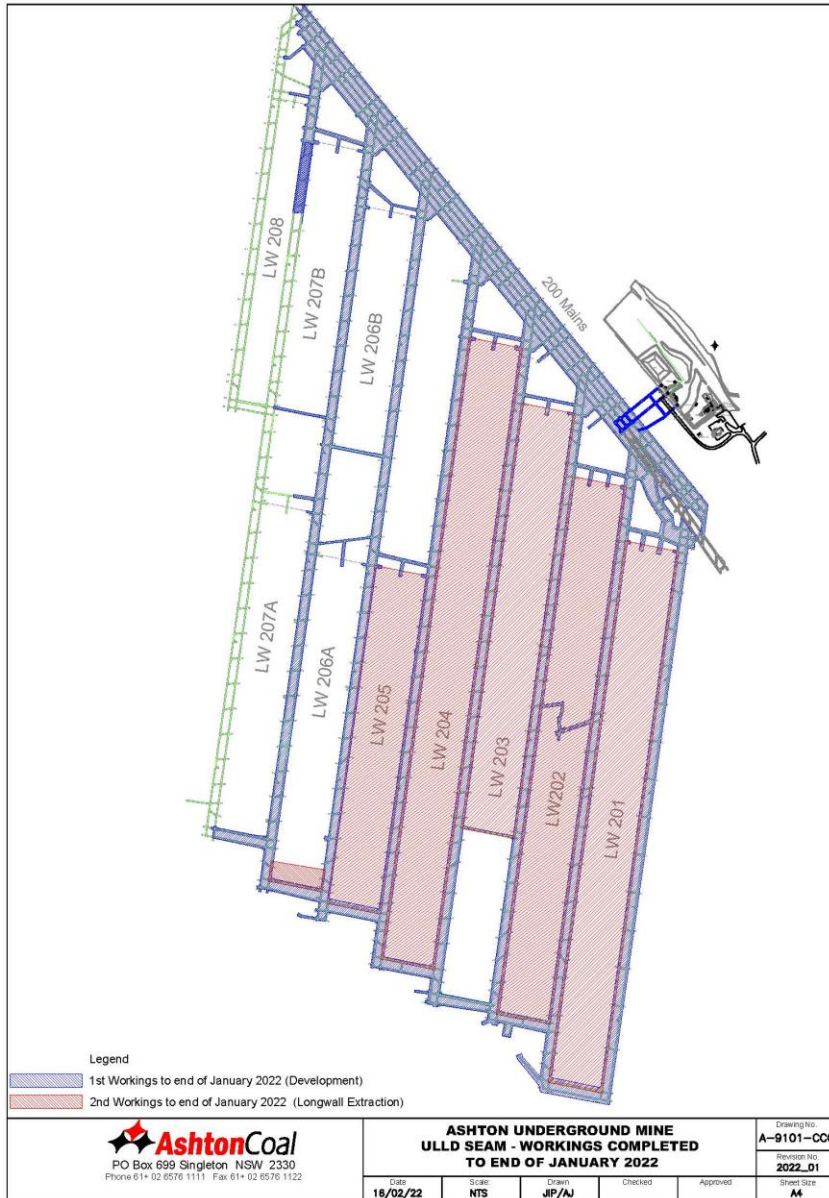 200 Mains
LW 208
LW 207B
LW 206B
LW 207A
LW 206A
LW 205
LW 204
LW 203
LW202
LW 201
Legend
1st Workings to end of January 2022 (Development)
2nd Workings to end of January 2022 (Longwall Extraction)
AshtonCoal
PO Box 699 Singleton NSW 2330
Phone 61+ 02 6576 1111 Fax 61+ 02 6576 1122
ASHTON UNDERGROUND MINE
ULLD SEAM - WORKINGS COMPLETED
TO END OF JANUARY 2022
Drawing No.
Revision No.
2022_01
Date
16/02/22
Scale:
NTS
Drawn
JIP/AJ
Checked
Approved
Sheet Size
A4